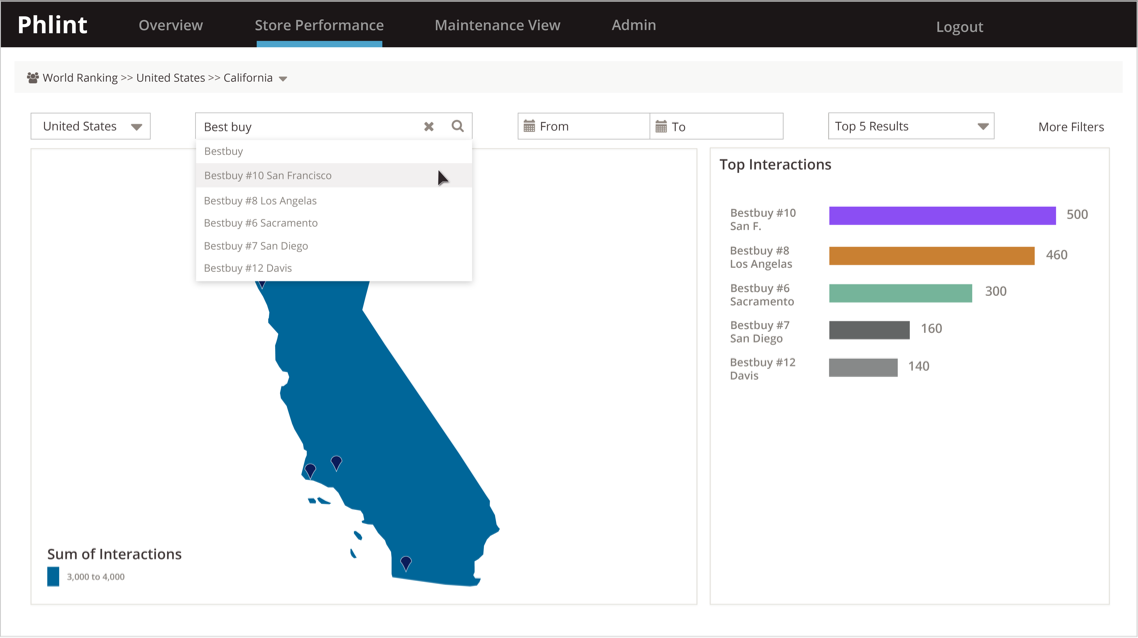 Phlint
Overview
Store Performance
Maintenance View
Admin
Logout
World Ranking >> United States >> California
United States
Best buy
From
To
Top 5 Results
More Filters
Bestbuy
Bestbuy #10 San Francisco
Bestbuy #8 Los Angelas
Bestbuy #6 Sacramento
Bestbuy #7 San Diego
Bestbuy #12 Davis
Sum of Interactions
3,000 to 4,000
Top Interactions
Bestbuy #10
San F.
500
Bestbuy #8
Los Angelas
460
Bestbuy #6
Sacramento
300
Bestbuy #7
San Diego
160
Bestbuy #12
Davis
140